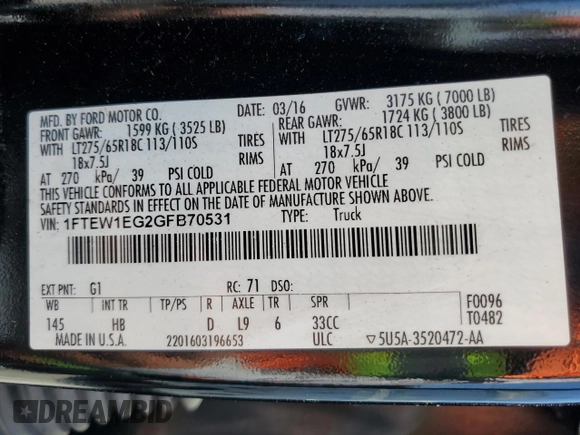 MFD. BY FORD MOTOR CO.
DATE: 03/16 GVWR: 3175 KG ( 7000 LB)
FRONT GAWR: 1599 KG ( 3525 LB) REAR GAWR: 1724 KG ( 3800 LB)
WITH LT275/65R18C 113/110S TIRES WITH LT275/65R18C 113/110S TIRES
18x7.5J RIMS 18x7.5J RIMS
AT 270 kPa/ 39 PSI COLD AT 270 kPa/ 39 PSI COLD
THIS VEHICLE CONFORMS TO ALL APPLICABLE FEDERAL MOTOR VEHICLE
SAFETY STANDARDS IN EFFECT ON THE DATE OF MANUFACTURE SHOWN ABOVE.
VIN: 1FTEW1EG2GFB70531 TYPE: Truck
EXT PNT: G1 RC: 71 DSO:
WB INT TR TP/PS R AXLE TR SPR F0096
145 HB D L9 6 33CC T0482
MADE IN U.S.A. 2201603196653 ULC ▽5U5A-3520472-AA
DREAMBID